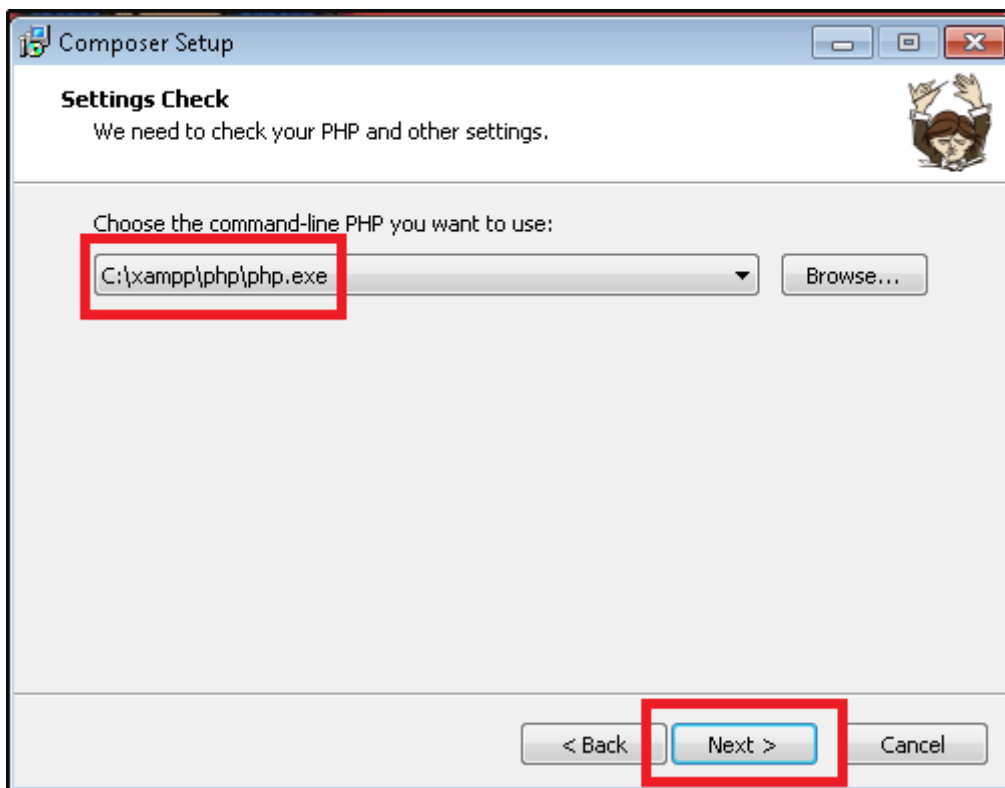 Composer Setup
Settings Check
We need to check your PHP and other settings.
Choose the command-line PHP you want to use:
C:\xampp\php\php.exe
Browse...
< Back
Next >
Cancel